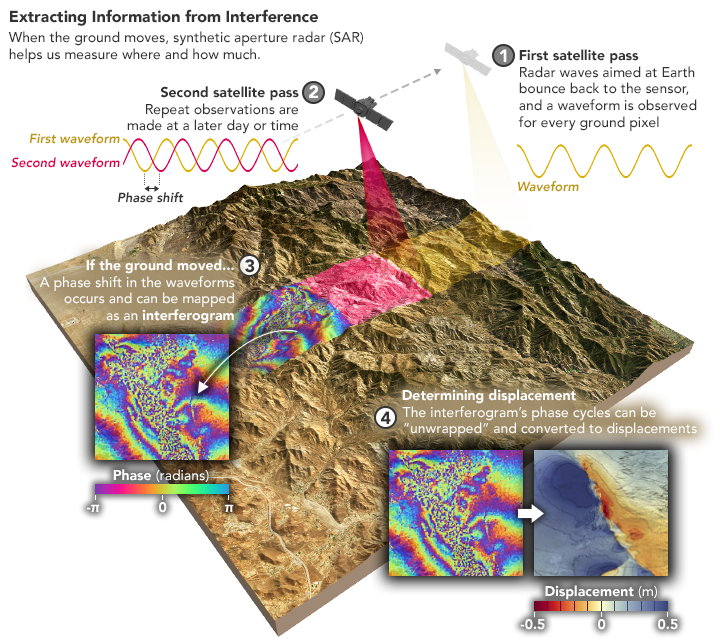 Extracting Information from Interference
When the ground moves, synthetic aperture radar (SAR)
helps us measure where and how much.
1
First satellite pass
Radar waves aimed at Earth
bounce back to the sensor,
and a waveform is observed
for every ground pixel
Waveform
Second satellite pass
2
Repeat observations are
made at a later day or time
First waveform
Second waveform
Phase shift
If the ground moved...
3
A phase shift in the waveforms
occurs and can be mapped
as an interferogram
Phase (radians)
-π 0 π
Determining displacement
4
The interferogram's phase cycles can be
"unwrapped" and converted to displacements
Displacement (m)
-0.5 0 0.5